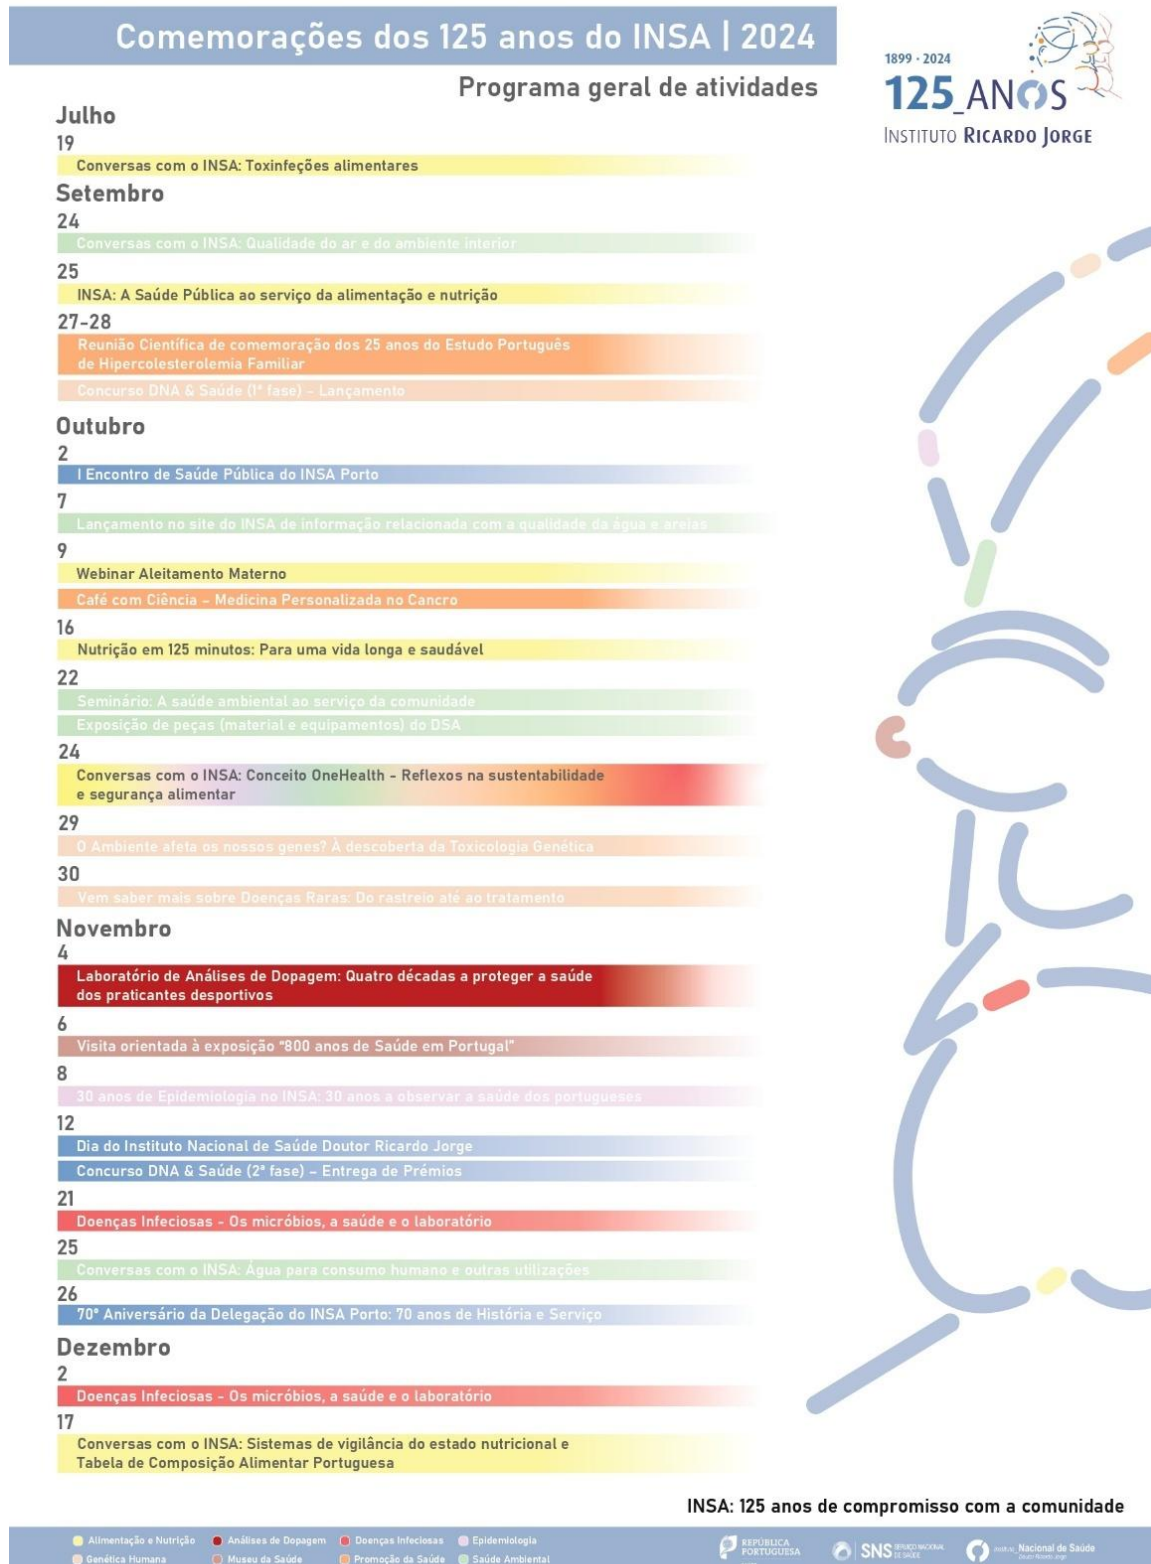 Comemorações dos 125 anos do INSA | 2024
1899 - 2024
125_ANOS
INSTITUTO RICARDO JORGE
Programa geral de atividades
Julho
19
Conversas com o INSA: Toxinfeções alimentares
Setembro
24
Conversas com o INSA: Qualidade do ar e do ambiente interior
25
INSA: A Saúde Pública ao serviço da alimentação e nutrição
27-28
Reunião Científica de comemoração dos 25 anos do Estudo Português
de Hipercolesterolemia Familiar
Concurso DNA & Saúde (1ª fase) – Lançamento
Outubro
2
I Encontro de Saúde Pública do INSA Porto
7
Lançamento no site do INSA de informação relacionada com a qualidade da água e areias
9
Webinar Aleitamento Materno
Café com Ciência – Medicina Personalizada no Cancro
16
Nutrição em 125 minutos: Para uma vida longa e saudável
22
Seminário: A saúde ambiental ao serviço da comunidade
Exposição de peças (material e equipamentos) do DSA
24
Conversas com o INSA: Conceito OneHealth - Reflexos na sustentabilidade
e segurança alimentar
29
O Ambiente afeta os nossos genes? À descoberta da Toxicologia Genética
30
Vem saber mais sobre Doenças Raras: Do rastreio até ao tratamento
Novembro
4
Laboratório de Análises de Dopagem: Quatro décadas a proteger a saúde
dos praticantes desportivos
6
Visita orientada à exposição "800 anos de Saúde em Portugal"
8
30 anos de Epidemiologia no INSA: 30 anos a observar a saúde dos portugueses
12
Dia do Instituto Nacional de Saúde Doutor Ricardo Jorge
Concurso DNA & Saúde (2ª fase) – Entrega de Prémios
21
Doenças Infeciosas - Os micróbios, a saúde e o laboratório
25
Conversas com o INSA: Água para consumo humano e outras utilizações
26
70º Aniversário da Delegação do INSA Porto: 70 anos de História e Serviço
Dezembro
2
Doenças Infeciosas - Os micróbios, a saúde e o laboratório
17
Conversas com o INSA: Sistemas de vigilância do estado nutricional e
Tabela de Composição Alimentar Portuguesa
INSA: 125 anos de compromisso com a comunidade
Alimentação e Nutrição Análises de Dopagem Doenças Infeciosas Epidemiologia
Genética Humana Museu da Saúde Promoção da Saúde Saúde Ambiental
REPÚBLICA
PORTUGUESA
SNS SERVIÇO NACIONAL
DE SAÚDE
Instituto_Nacional de Saúde
Doutor Ricardo Jorge